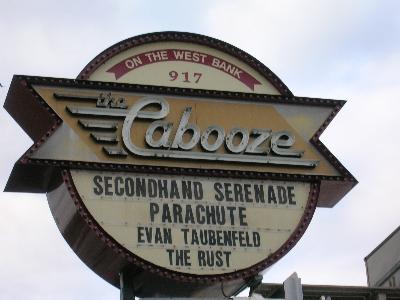 ON THE WEST BANK
917
the
Cabooze
SECONDHAND SERENADE
PARACHUTE
EVAN TAUBENFELD
THE RUST